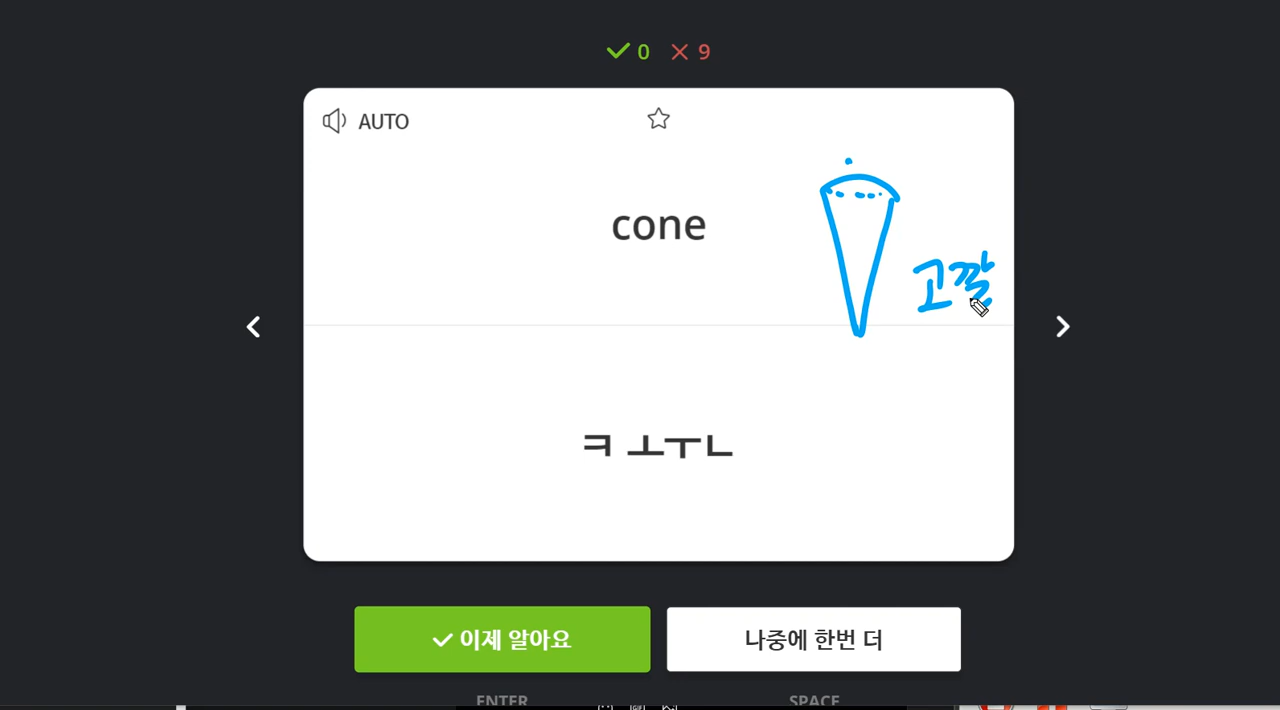 0 9
AUTO
cone
고깔
ㅋ ㅗㅜㄴ
이제 알아요
나중에 한번 더
ENTER
SPACE